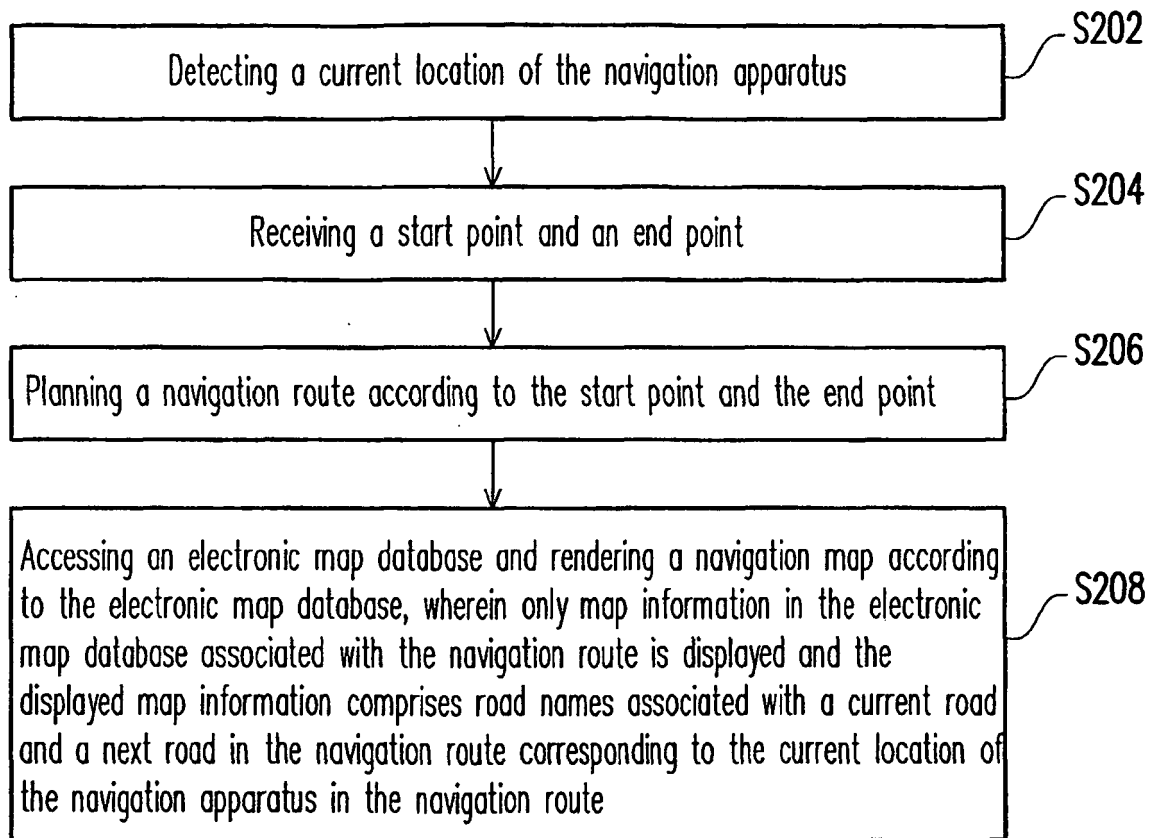 Detecting a current location of the navigation apparatus
S202
Receiving a start point and an end point
S204
Planning a navigation route according to the start point and the end point
S206
Accessing an electronic map database and rendering a navigation map according
to the electronic map database, wherein only map information in the electronic
map database associated with the navigation route is displayed and the
displayed map information comprises road names associated with a current road
and a next road in the navigation route corresponding to the current location of
the navigation apparatus in the navigation route
S208